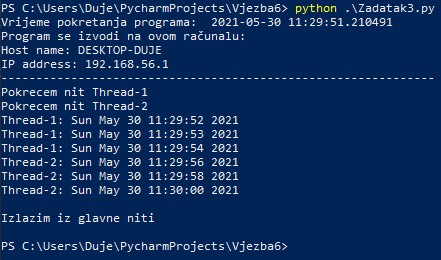 PS C:\Users\Duje\PycharmProjects\Vjezba6> python .\Zadatak3.py
Vrijeme pokretanja programa:  2021-05-30 11:29:51.210491
Program se izvodi na ovom računalu:
Host name: DESKTOP-DUJE
IP address: 192.168.56.1
--------------------------------------------------------------
Pokrecem nit Thread-1
Pokrecem nit Thread-2
Thread-1: Sun May 30 11:29:52 2021
Thread-1: Sun May 30 11:29:53 2021
Thread-1: Sun May 30 11:29:54 2021
Thread-2: Sun May 30 11:29:56 2021
Thread-2: Sun May 30 11:29:58 2021
Thread-2: Sun May 30 11:30:00 2021
Izlazim iz glavne niti
PS C:\Users\Duje\PycharmProjects\Vjezba6>